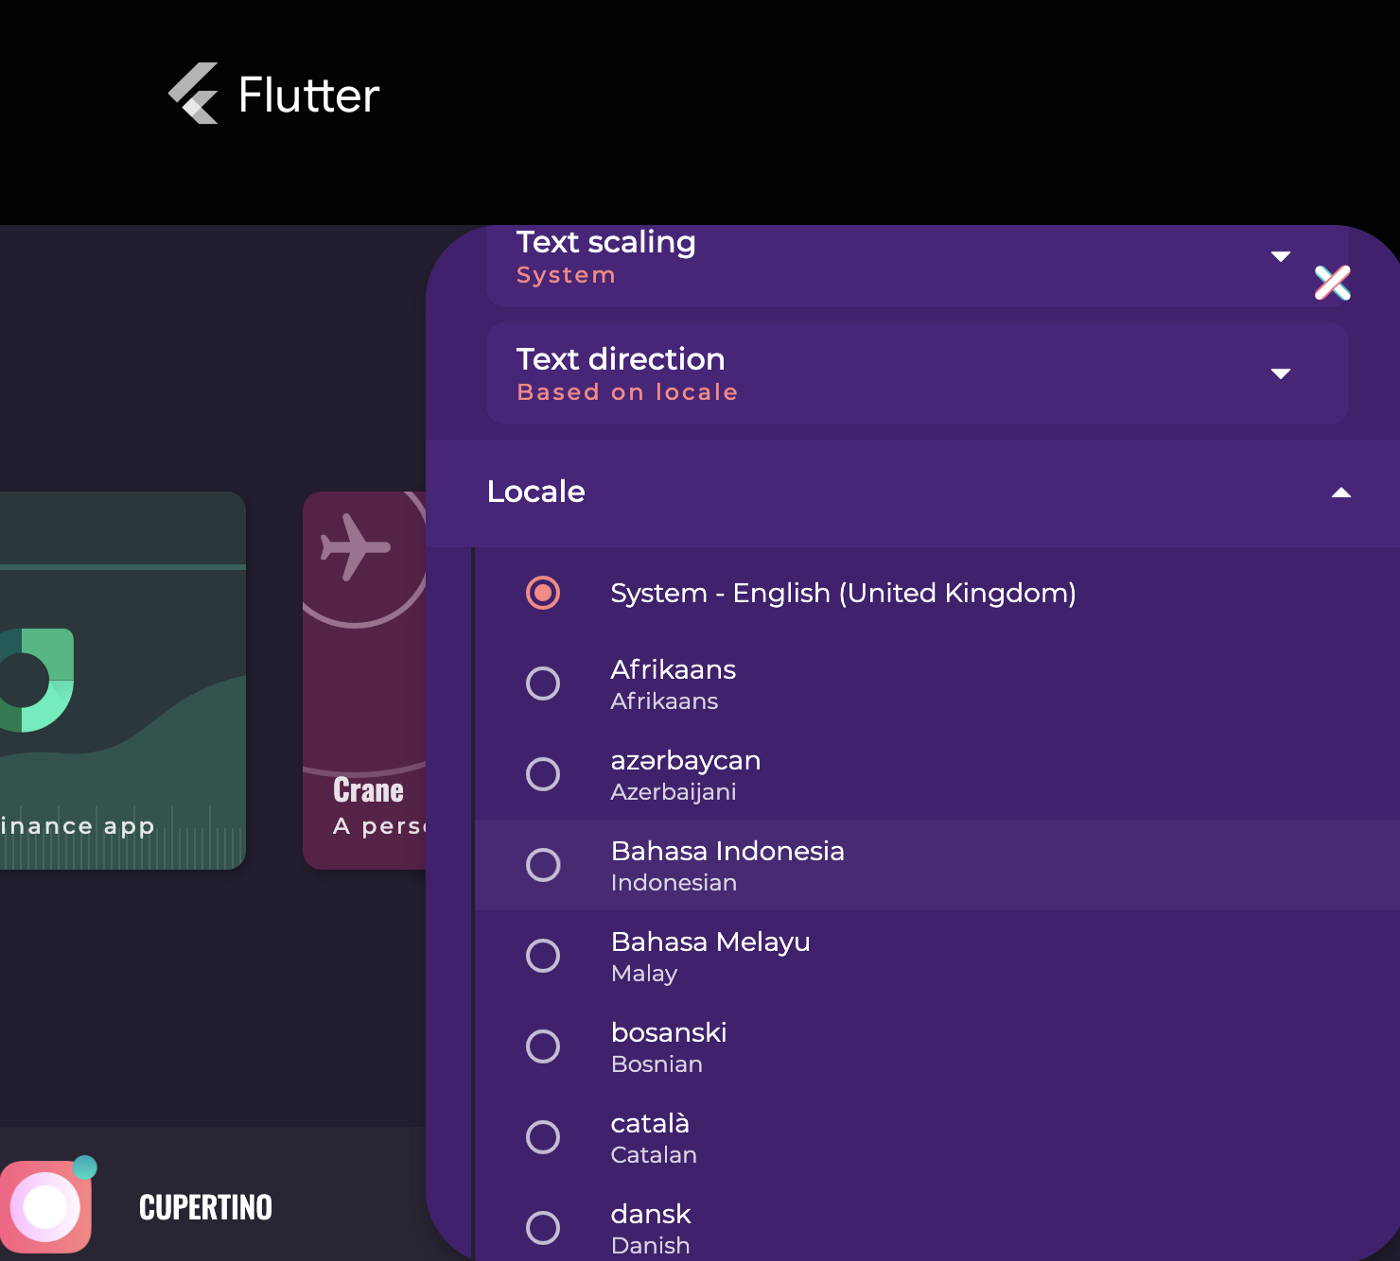 Flutter
Text scaling
System
Text direction
Based on locale
Locale
System - English (United Kingdom)
Afrikaans
Afrikaans
azərbaycan
Azerbaijani
Bahasa Indonesia
Indonesian
Bahasa Melayu
Malay
bosanski
Bosnian
català
Catalan
dansk
Danish
inance app
Crane
A pers
CUPERTINO